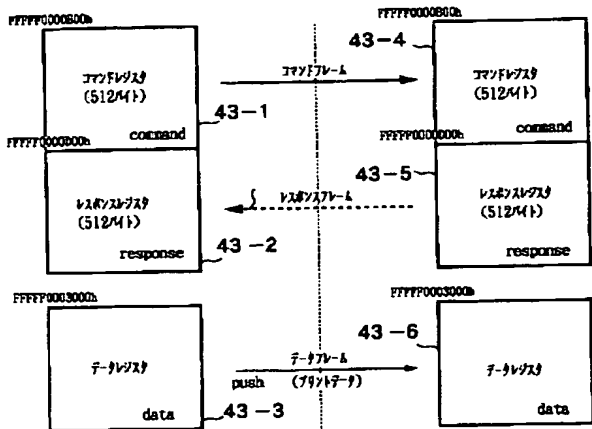 FFFFF0000B00h
コマンドレジスタ
(512バイト)
command
43-1
FFFFF0000D00h
レスポンスレジスタ
(512バイト)
response
43-2
FFFFF0003000h
データレジスタ
data
43-3
コマンドフレーム
レスポンスフレーム
データフレーム
push
(プリントデータ)
FFFFF0000B00h
43-4
コマンドレジスタ
(512バイト)
command
FFFFF0000D00h
43-5
レスポンスレジスタ
(512バイト)
response
FFFFF0003000h
43-6
データレジスタ
data